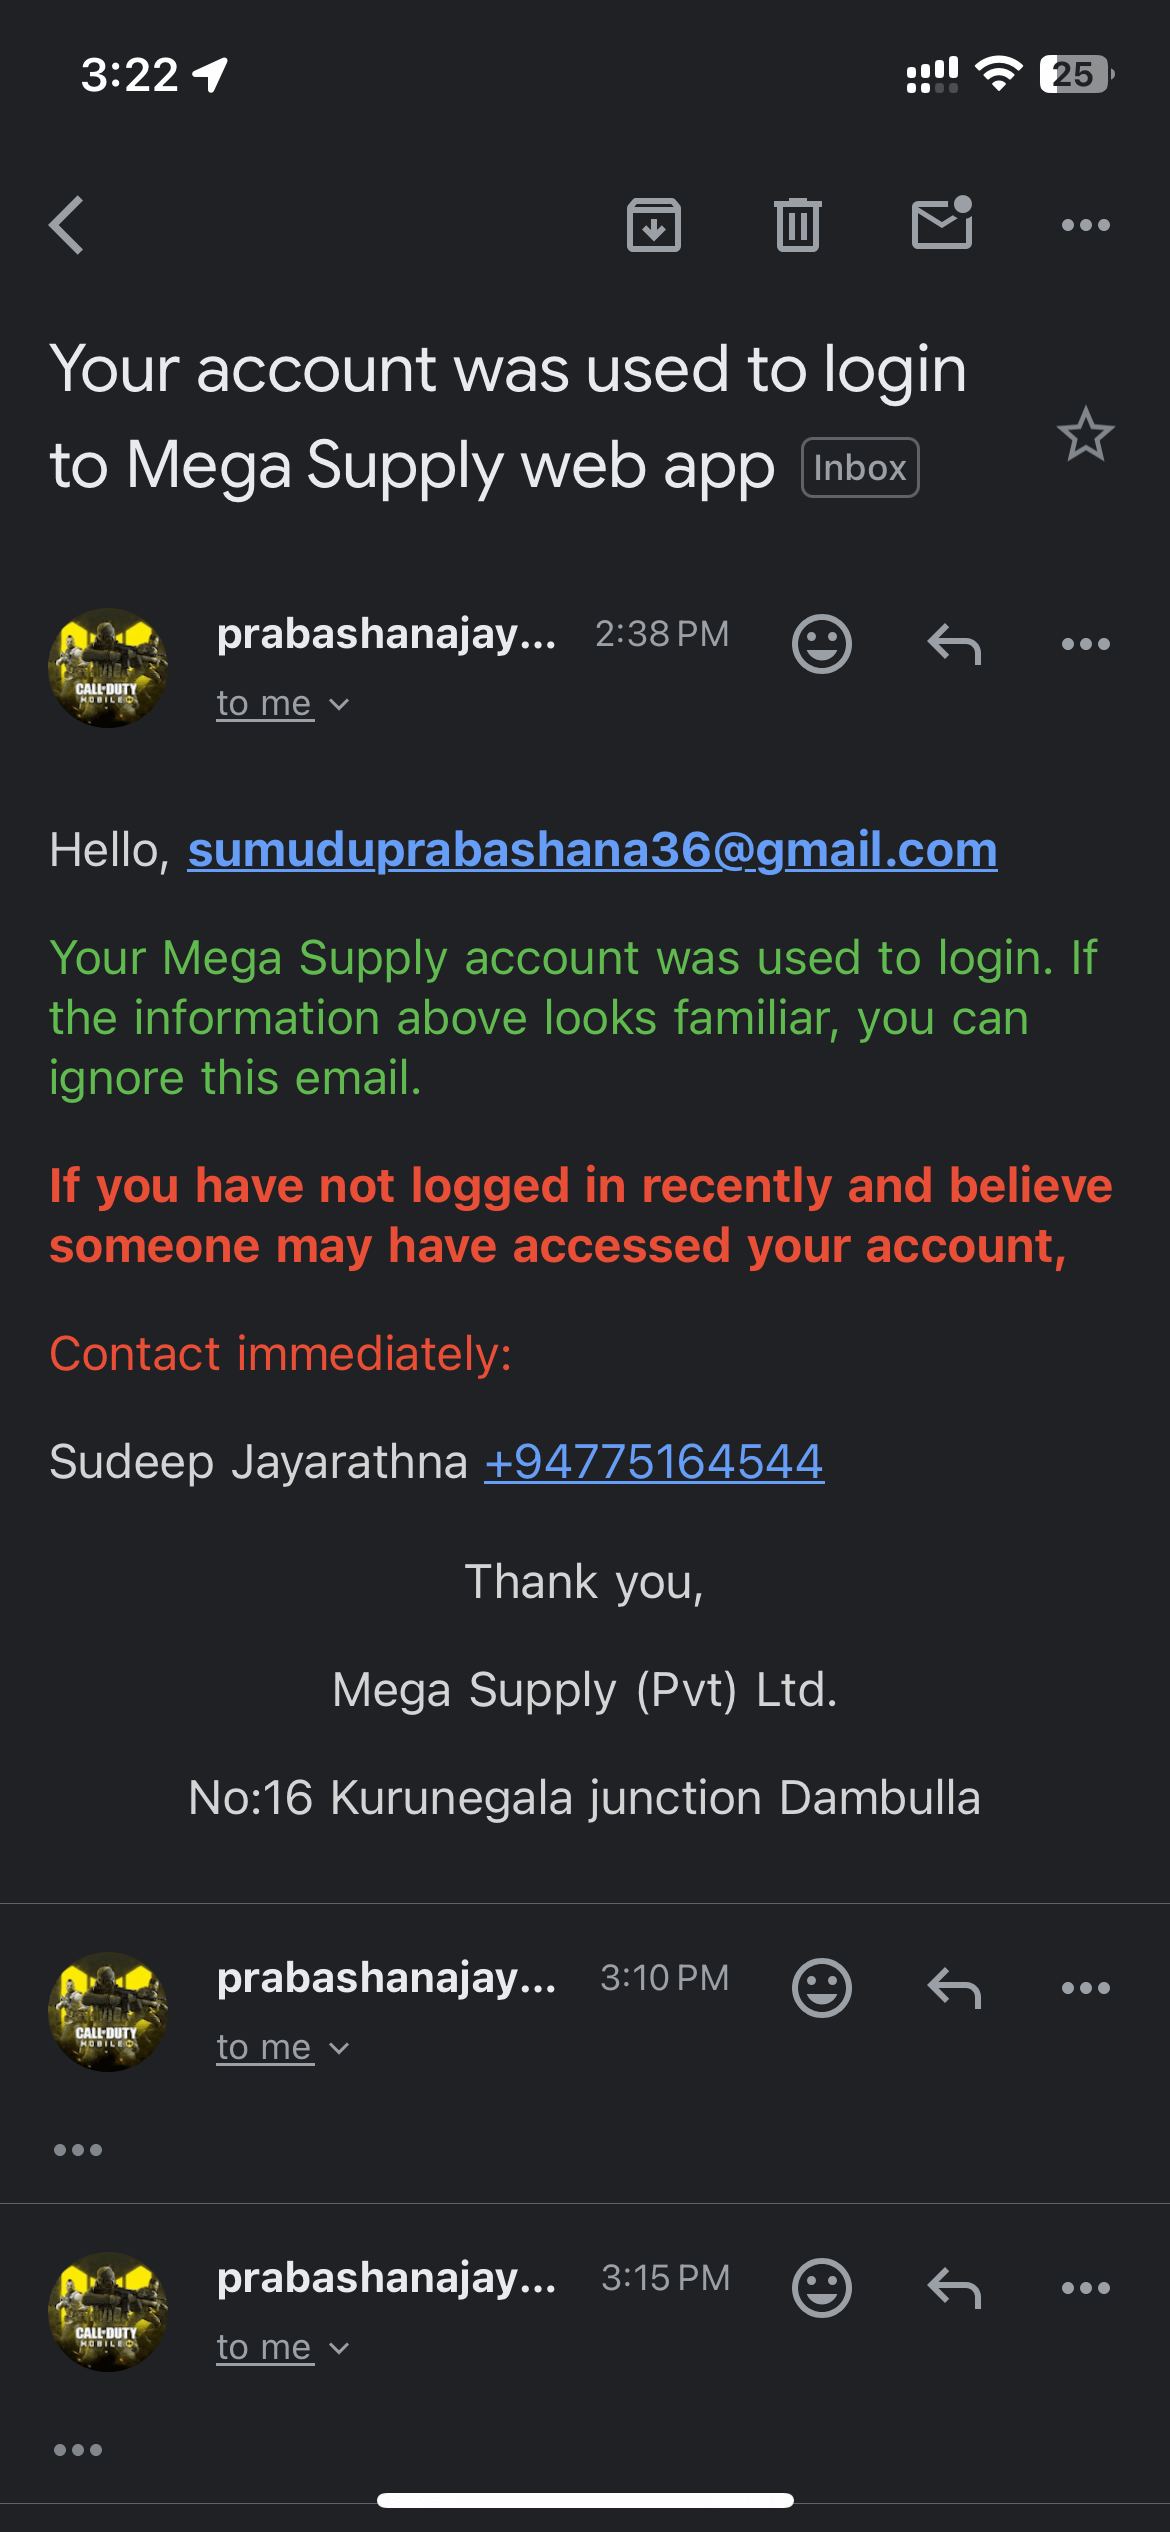 3:22
25
Your account was used to login
to Mega Supply web app Inbox
prabashanajay... 2:38 PM
CALL·DUTY
MOBILE
to me
Hello, sumuduprabashana36@gmail.com
Your Mega Supply account was used to login. If
the information above looks familiar, you can
ignore this email.
If you have not logged in recently and believe
someone may have accessed your account,
Contact immediately:
Sudeep Jayarathna +94775164544
Thank you,
Mega Supply (Pvt) Ltd.
No:16 Kurunegala junction Dambulla
prabashanajay... 3:10 PM
CALL·DUTY
MOBILE
to me
prabashanajay... 3:15 PM
CALL·DUTY
MOBILE
to me